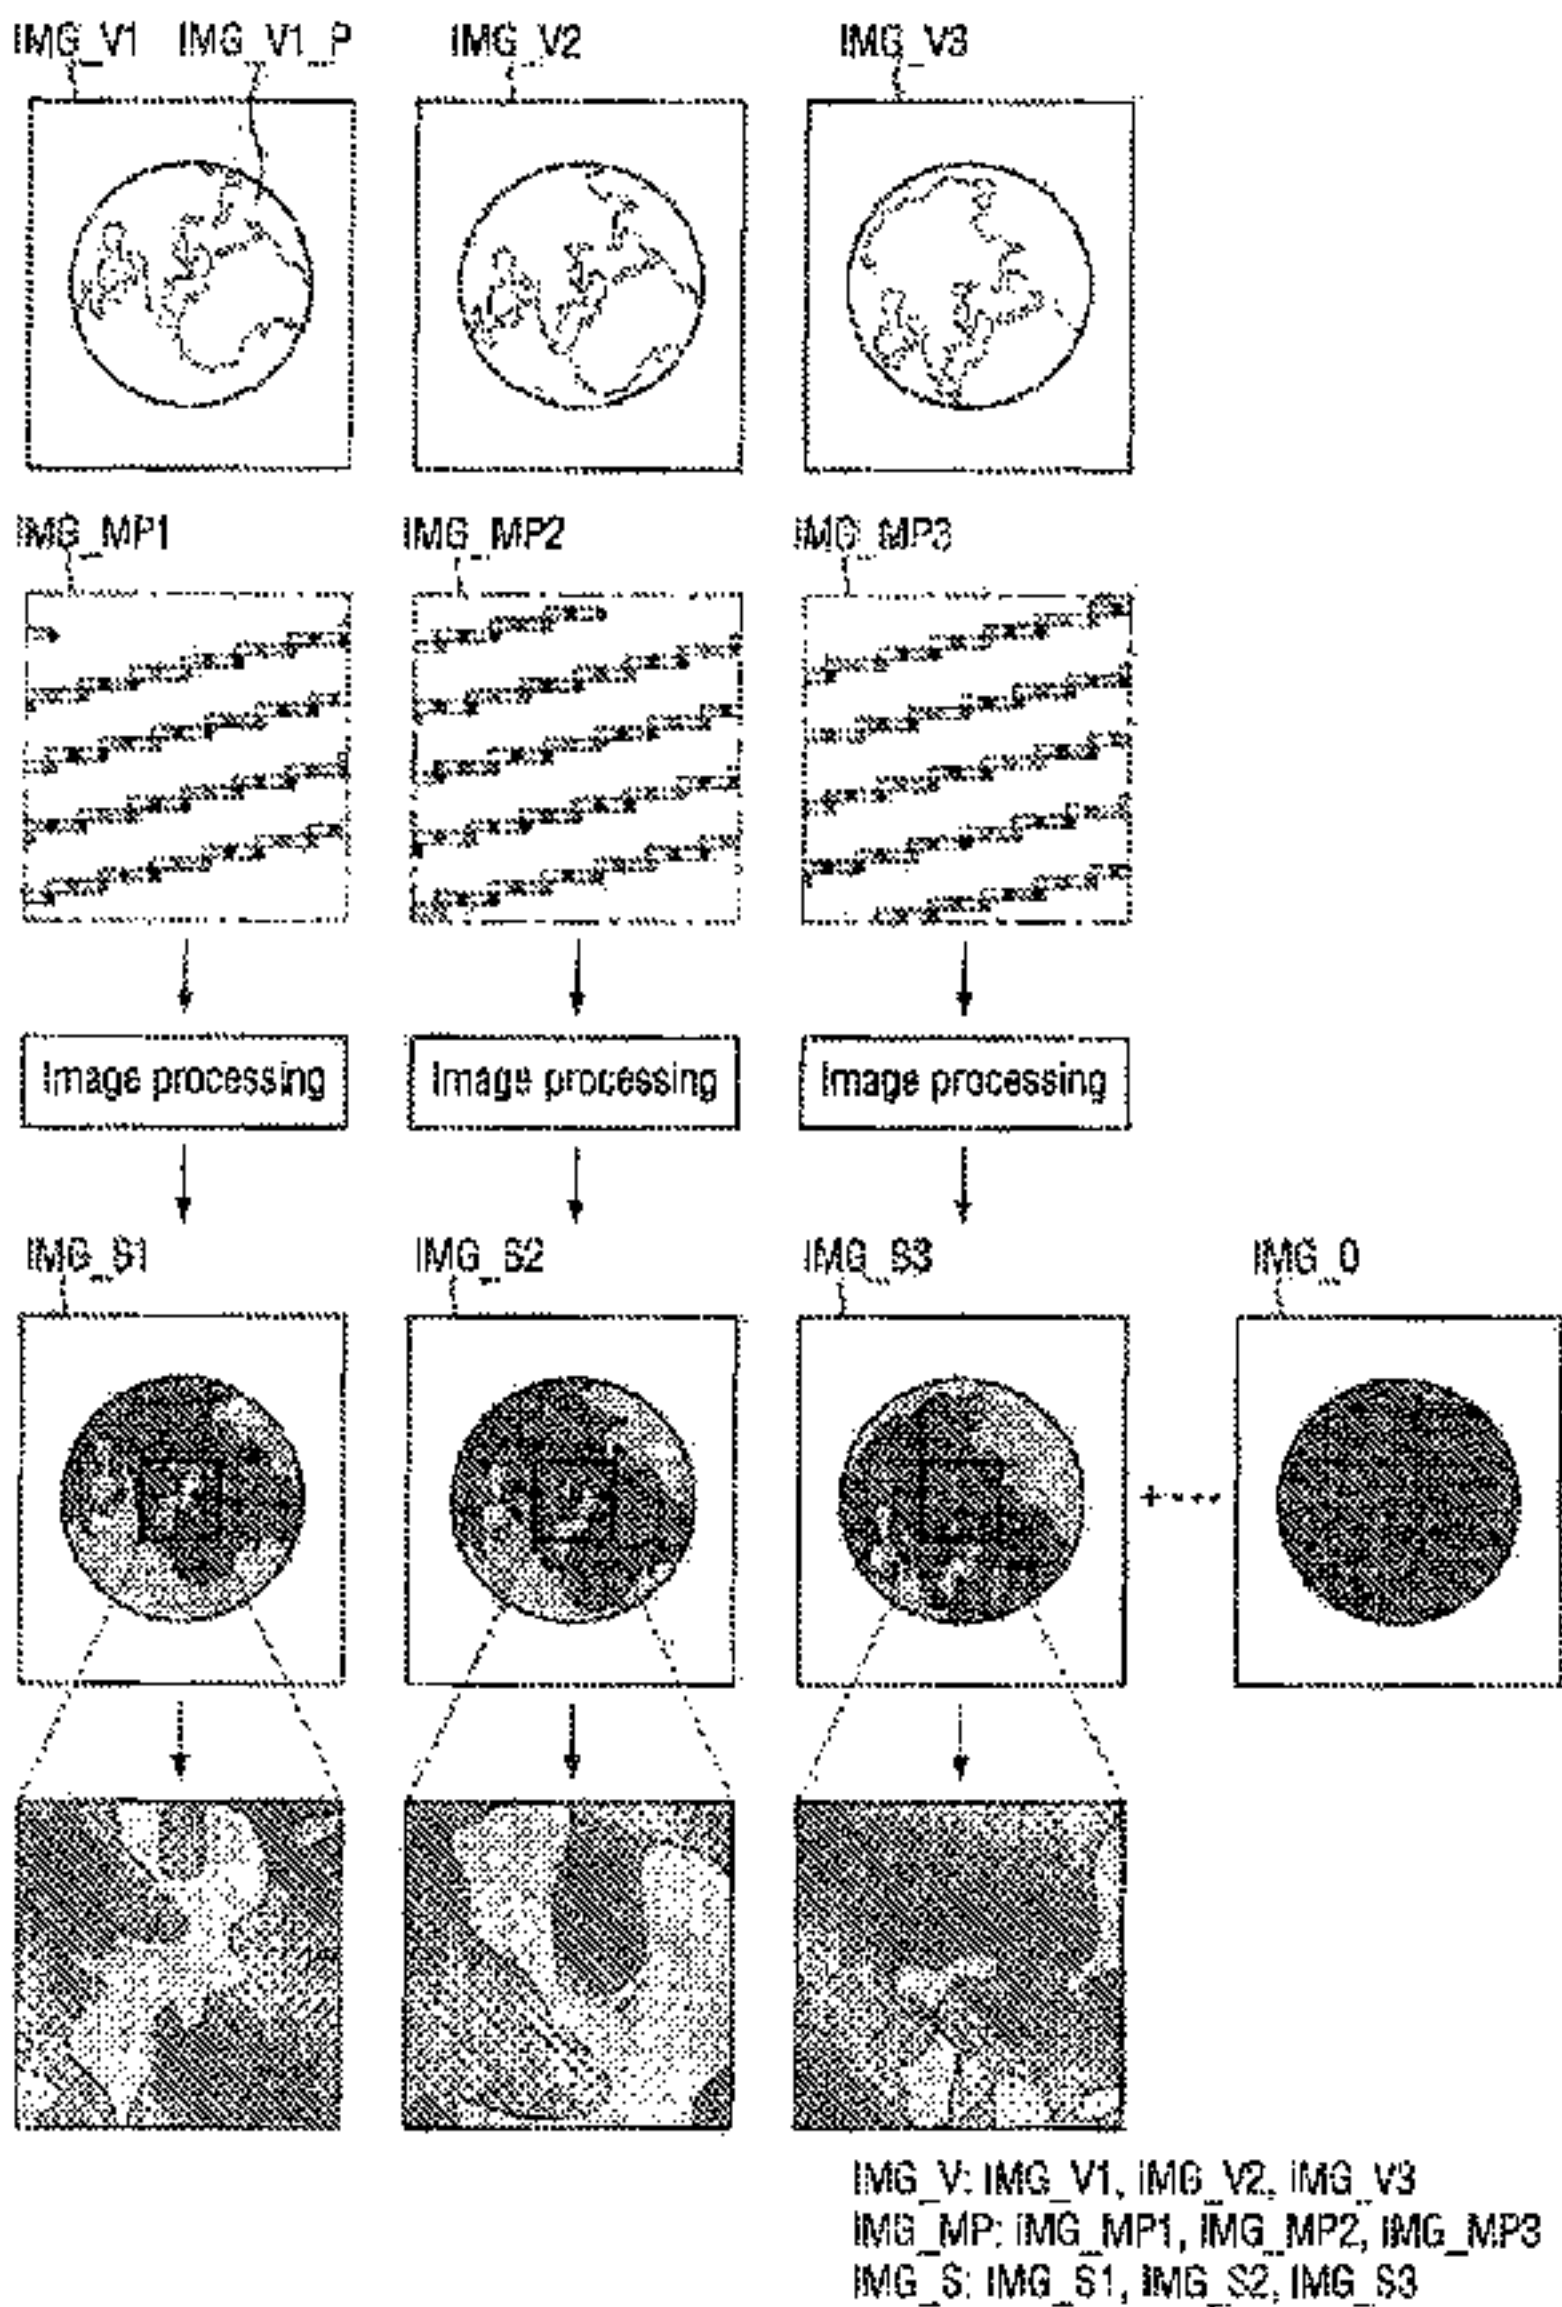 IMG_V1 IMG_V1_P IMG_V2 IMG_V3
IMG_MP1 IMG_MP2 IMG_MP3
Image processing Image processing Image processing
IMG_S1 IMG_S2 IMG_S3 IMG_O
IMG_V: IMG_V1, IMG_V2, IMG_V3
IMG_MP: IMG_MP1, IMG_MP2, IMG_MP3
IMG_S: IMG_S1, IMG_S2, IMG_S3